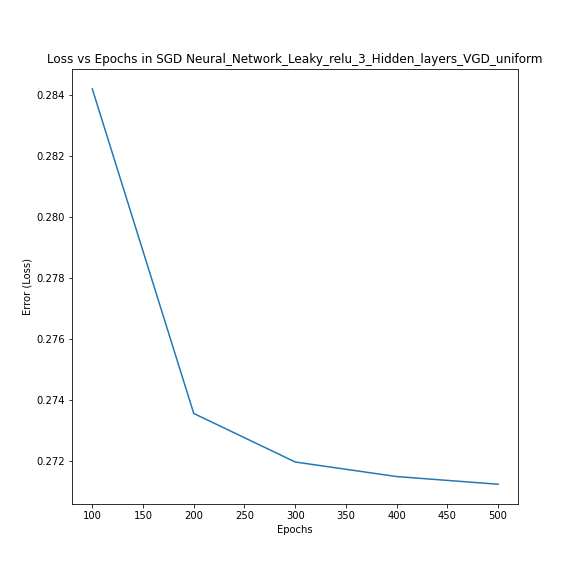 Loss vs Epochs in SGD Neural_Network_Leaky_relu_3_Hidden_layers_VGD_uniform
0.284
0.282
0.280
0.278
0.276
0.274
0.272
Error (Loss)
100 150 200 250 300 350 400 450 500
Epochs